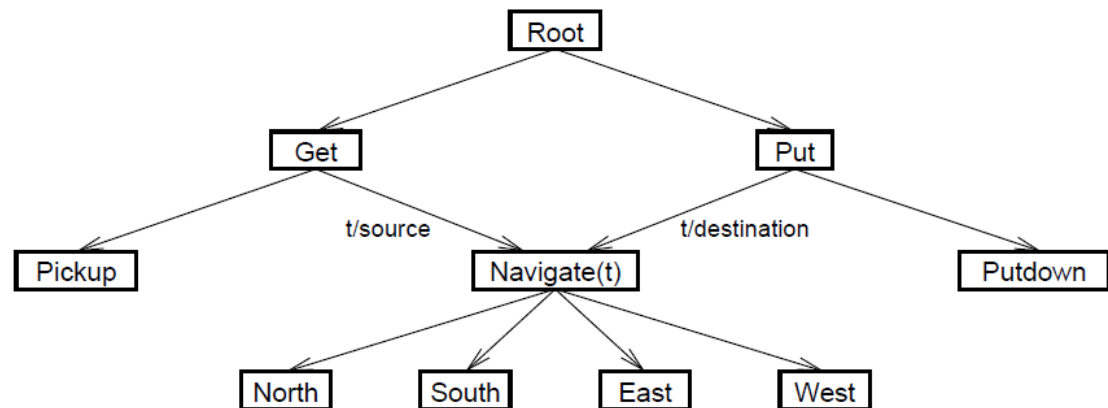 Root
Get
Put
t/source
t/destination
Pickup
Navigate(t)
Putdown
North
South
East
West